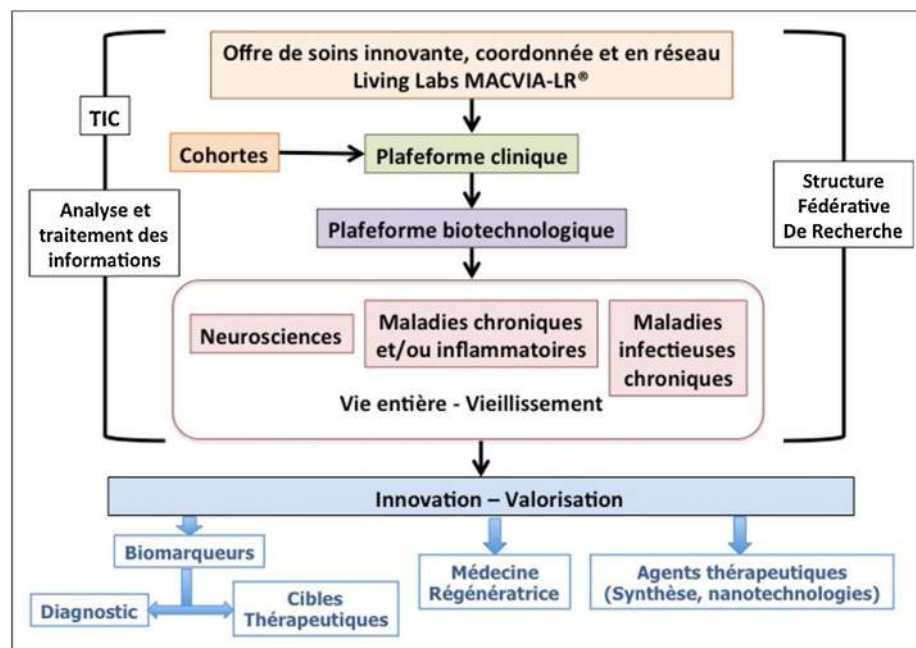 Offre de soins innovante, coordonnée et en réseau
Living Labs MACVIA-LR®
TIC
Cohortes
Plafeforme clinique
Analyse et
traitement des
informations
Structure
Fédérative
De Recherche
Plafeforme biotechnologique
Neurosciences
Maladies chroniques
et/ou inflammatoires
Maladies
infectieuses
chroniques
Vie entière - Vieillissement
Innovation – Valorisation
Biomarqueurs
Diagnostic
Cibles
Thérapeutiques
Médecine
Régénératrice
Agents thérapeutiques
(Synthèse, nanotechnologies)